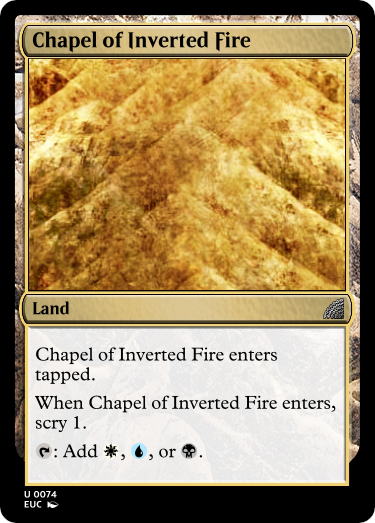 Chapel of Inverted Fire
Land
Chapel of Inverted Fire enters
tapped.
When Chapel of Inverted Fire enters,
scry 1.
: Add , , or .
U 0074
EUC